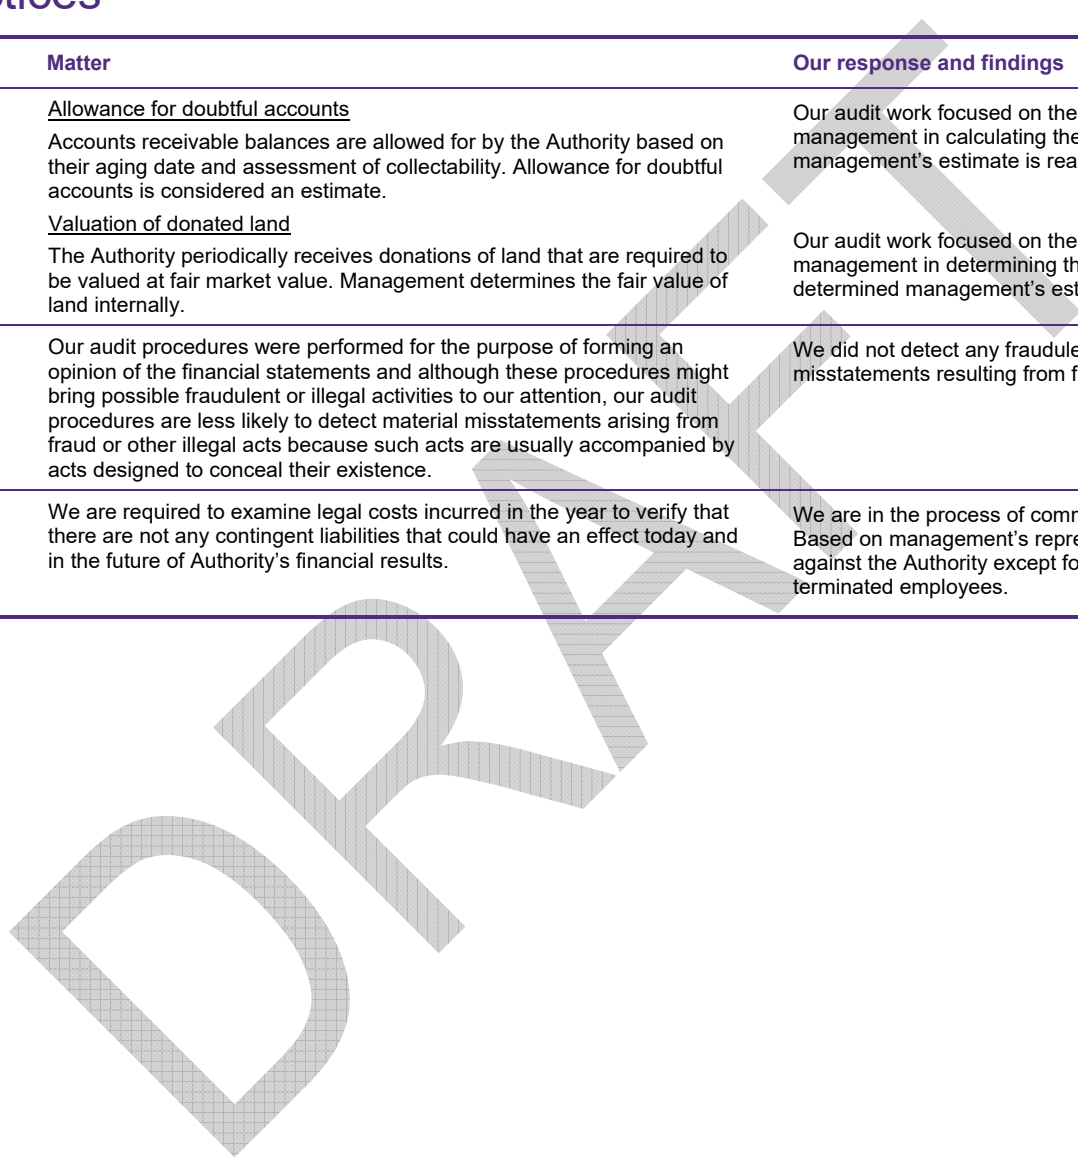 Matter
Our response and findings
Allowance for doubtful accounts
Accounts receivable balances are allowed for by the Authority based on
their aging date and assessment of collectability. Allowance for doubtful
accounts is considered an estimate.
Our audit work focused on the
management in calculating the
management's estimate is rea
Valuation of donated land
The Authority periodically receives donations of land that are required to
be valued at fair market value. Management determines the fair value of
land internally.
Our audit work focused on the
management in determining th
determined management's est
Our audit procedures were performed for the purpose of forming an
opinion of the financial statements and although these procedures might
bring possible fraudulent or illegal activities to our attention, our audit
procedures are less likely to detect material misstatements arising from
fraud or other illegal acts because such acts are usually accompanied by
acts designed to conceal their existence.
We did not detect any fraudule
misstatements resulting from f
We are required to examine legal costs incurred in the year to verify that
there are not any contingent liabilities that could have an effect today and
in the future of Authority's financial results.
We are in the process of comm
Based on management's repre
against the Authority except fo
terminated employees.
DRAFT